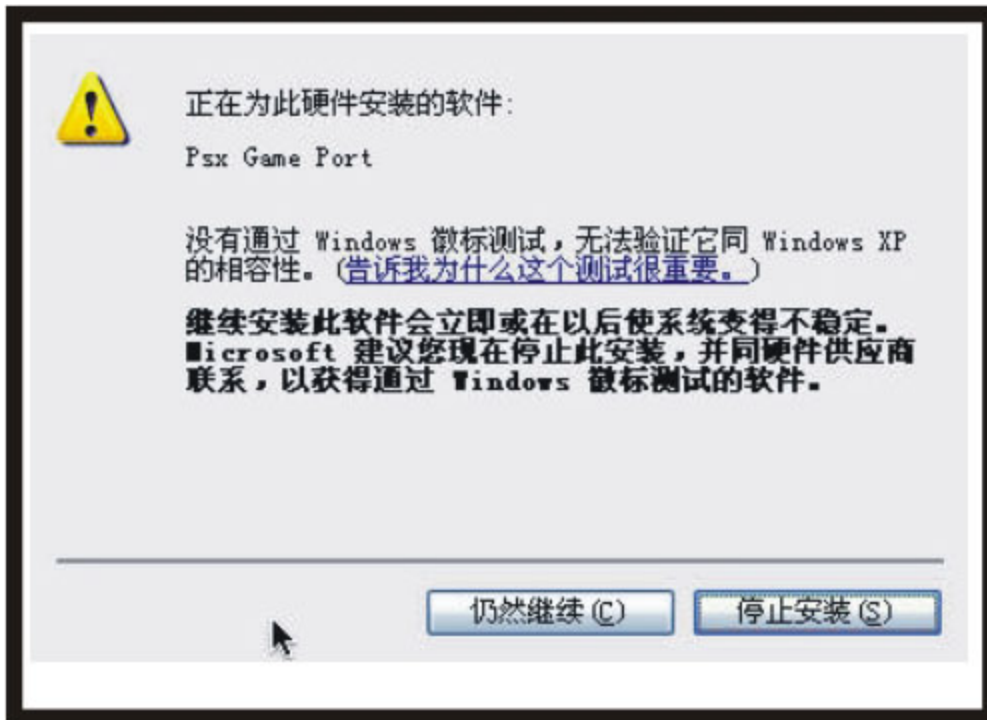 正在为此硬件安装的软件:
Psx Game Port
没有通过 Windows 徽标测试，无法验证它同 Windows XP
的相容性。(告诉我为什么这个测试很重要。)
继续安装此软件会立即或在以后使系统变得不稳定。
Microsoft 建议您现在停止此安装，并同硬件供应商
联系，以获得通过 Windows 徽标测试的软件。
仍然继续(C)
停止安装(S)